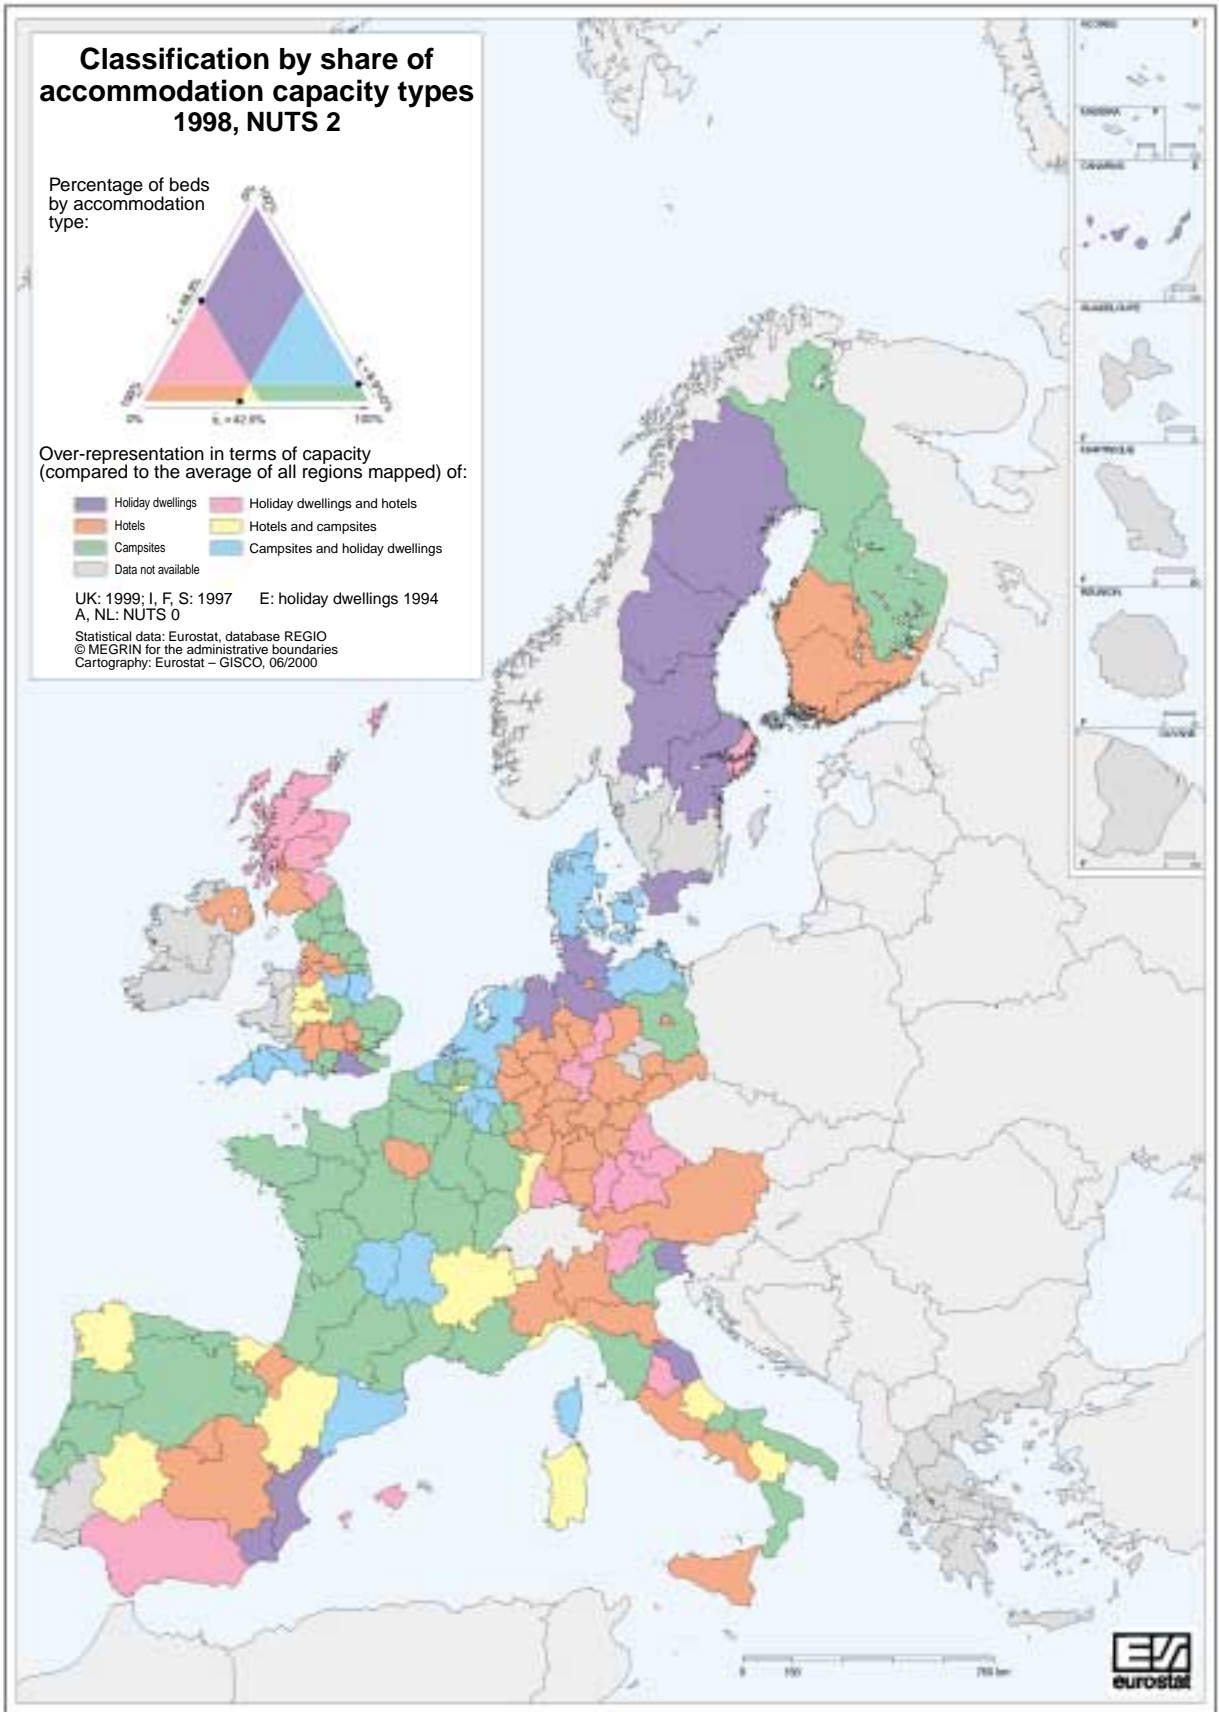 Classification by share of
accommodation capacity types
1998, NUTS 2
Percentage of beds
by accommodation
type:
0%
100%
Over-representation in terms of capacity
(compared to the average of all regions mapped) of:
Holiday dwellings
Holiday dwellings and hotels
Hotels
Hotels and campsites
Campsites
Campsites and holiday dwellings
Data not available
UK: 1999; I, F, S: 1997 E: holiday dwellings 1994
A, NL: NUTS 0
Statistical data: Eurostat, database REGIO
© MEGRIN for the administrative boundaries
Cartography: Eurostat – GISCO, 06/2000
GUADELOUPE
GUYANE
eurostat